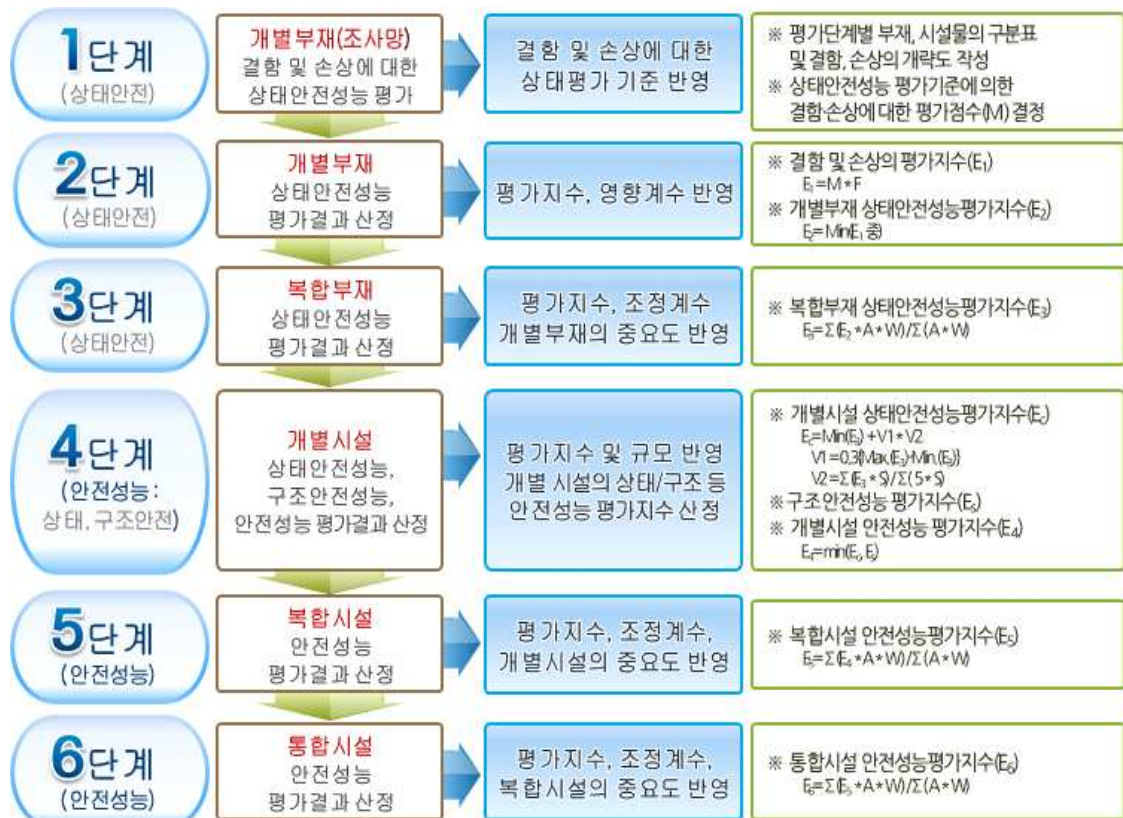 1단계
(상태안전)
개별부재(조사망)
결함 및 손상에 대한
상태안전성능 평가
결함 및 손상에 대한
상태평가 기준 반영
※ 평가단계별 부재, 시설물의 구분표
및 결함, 손상의 개략도 작성
※ 상태안전성능 평가기준에 의한
결함·손상에 대한 평가점수(M) 결정
2단계
(상태안전)
개별부재
상태안전성능
평가결과 산정
평가지수, 영향계수 반영
※ 결함 및 손상의 평가지수(E₁)
E₁=M*F
※ 개별부재 상태안전성능평가지수(E₂)
E₂=Min(E₁ 중)
3단계
(상태안전)
복합부재
상태안전성능
평가결과 산정
평가지수, 조정계수
개별부재의 중요도 반영
※ 복합부재 상태안전성능평가지수(E₃)
E₃=Σ(E₂*A*W)/Σ(A*W)
4단계
(안전성능 :
상태, 구조안전)
개별시설
상태안전성능,
구조안전성능,
안전성능 평가결과 산정
평가지수 및 규모 반영
개별 시설의 상태/구조 등
안전성능 평가지수 산정
※ 개별시설 상태안전성능평가지수(E꜀)
E꜀=Min(E₃)+V1*V2
V1=0.3{Max.(E₃)-Min.(E₃)}
V2=Σ(E₃*S)/Σ(5*S)
※ 구조안전성능 평가지수(Eₛ)
※ 개별시설 안전성능 평가지수(E₄)
E₄=min(E꜀, Eₛ)
5단계
(안전성능)
복합시설
안전성능
평가결과 산정
평가지수, 조정계수,
개별시설의 중요도 반영
※ 복합시설 안전성능평가지수(E₅)
E₅=Σ(E₄*A*W)/Σ(A*W)
6단계
(안전성능)
통합시설
안전성능
평가결과 산정
평가지수, 조정계수,
복합시설의 중요도 반영
※ 통합시설 안전성능평가지수(E₆)
E₆=Σ(E₅*A*W)/Σ(A*W)